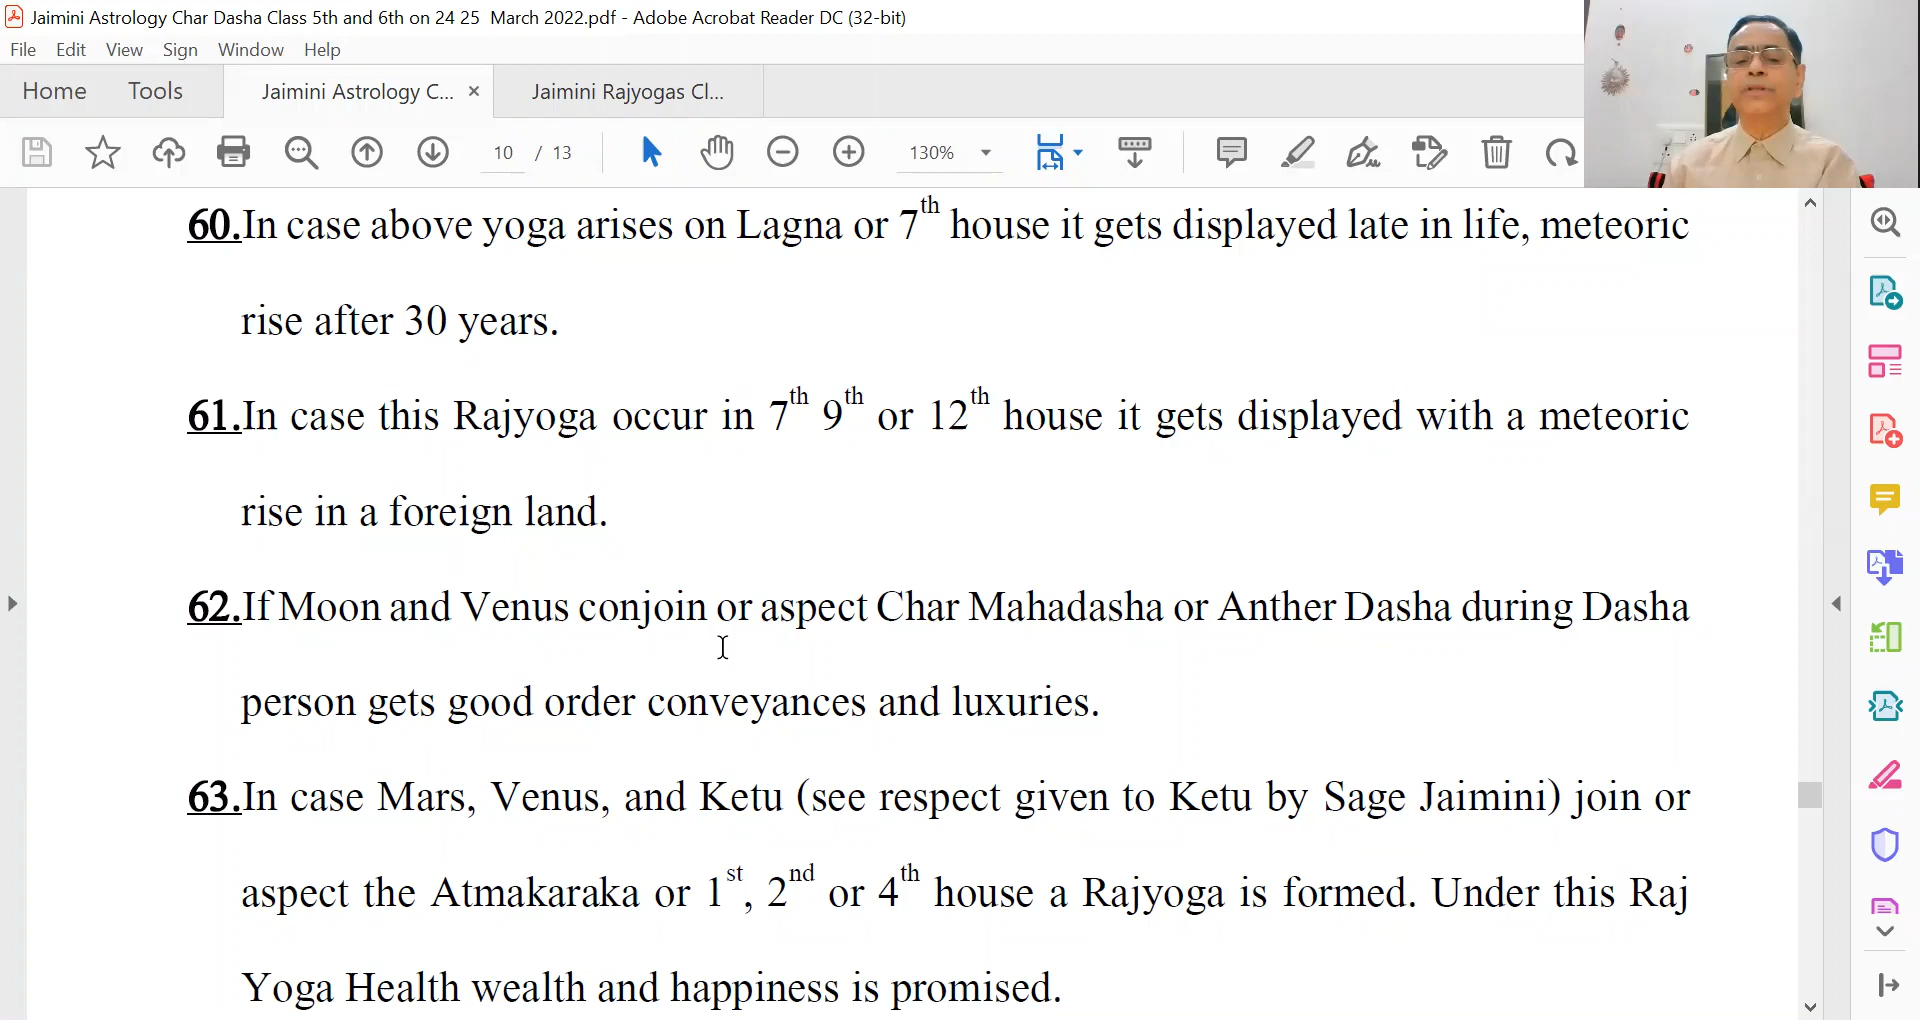 Jaimini Astrology Char Dasha Class 5th and 6th on 24 25 March 2022.pdf - Adobe Acrobat Reader DC (32-bit)
File Edit View Sign Window Help
Home Tools Jaimini Astrology C... × Jaimini Rajyogas Cl...
10 / 13 130%
60.In case above yoga arises on Lagna or 7th house it gets displayed late in life, meteoric
rise after 30 years.
61.In case this Rajyoga occur in 7th 9th or 12th house it gets displayed with a meteoric
rise in a foreign land.
62.If Moon and Venus conjoin or aspect Char Mahadasha or Anther Dasha during Dasha
person gets good order conveyances and luxuries.
63.In case Mars, Venus, and Ketu (see respect given to Ketu by Sage Jaimini) join or
aspect the Atmakaraka or 1st, 2nd or 4th house a Rajyoga is formed. Under this Raj
Yoga Health wealth and happiness is promised.